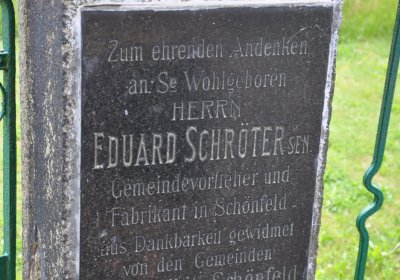 Zum ehrenden Andenken
an Se Wohlgeboren
HERRN
EDUARD SCHRÖTER SEN
Gemeindevorsteher und
Fabrikant in Schönfeld
aus Dankbarkeit gewidmet
von den Gemeinden
Schönfeld